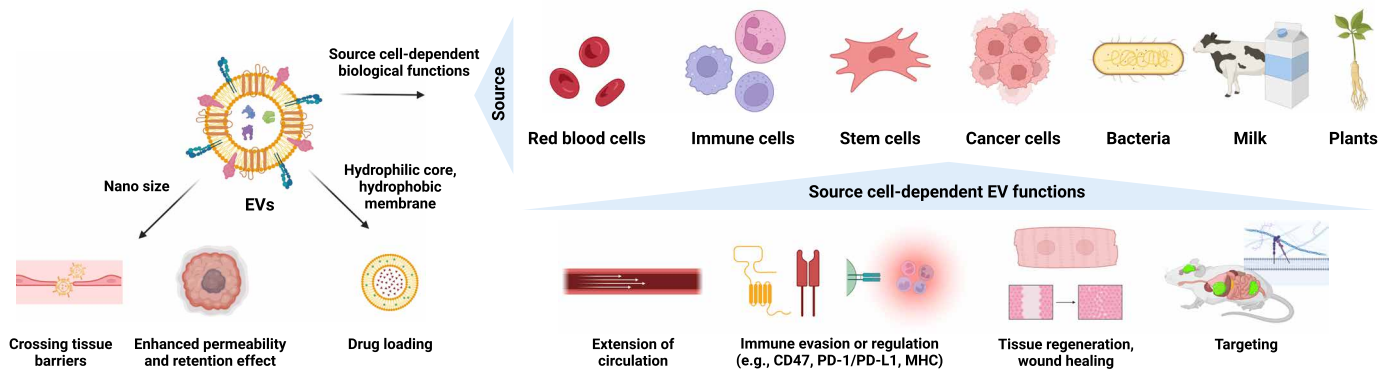 Source cell-dependent
biological functions
Nano size
Hydrophilic core,
hydrophobic
membrane
EVs
Crossing tissue
barriers
Enhanced permeability
and retention effect
Drug loading
Source
Red blood cells
Immune cells
Stem cells
Cancer cells
Bacteria
Milk
Plants
Source cell-dependent EV functions
Extension of
circulation
Immune evasion or regulation
(e.g., CD47, PD-1/PD-L1, MHC)
Tissue regeneration,
wound healing
Targeting